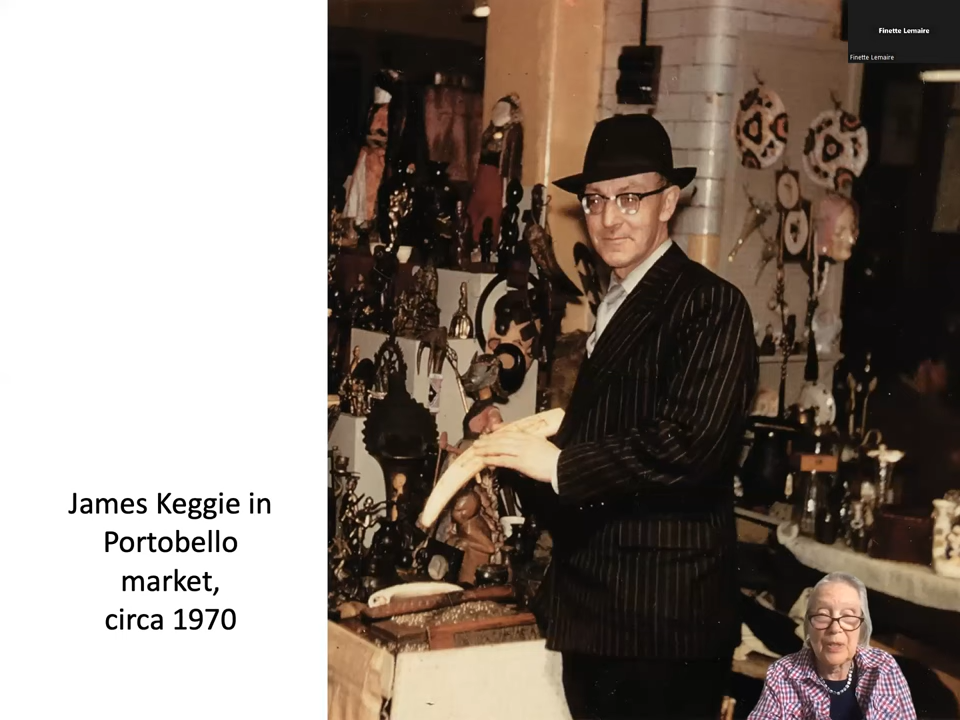 Finette Lemaire
Finette Lemaire
James Keggie in
Portobello
market,
circa 1970